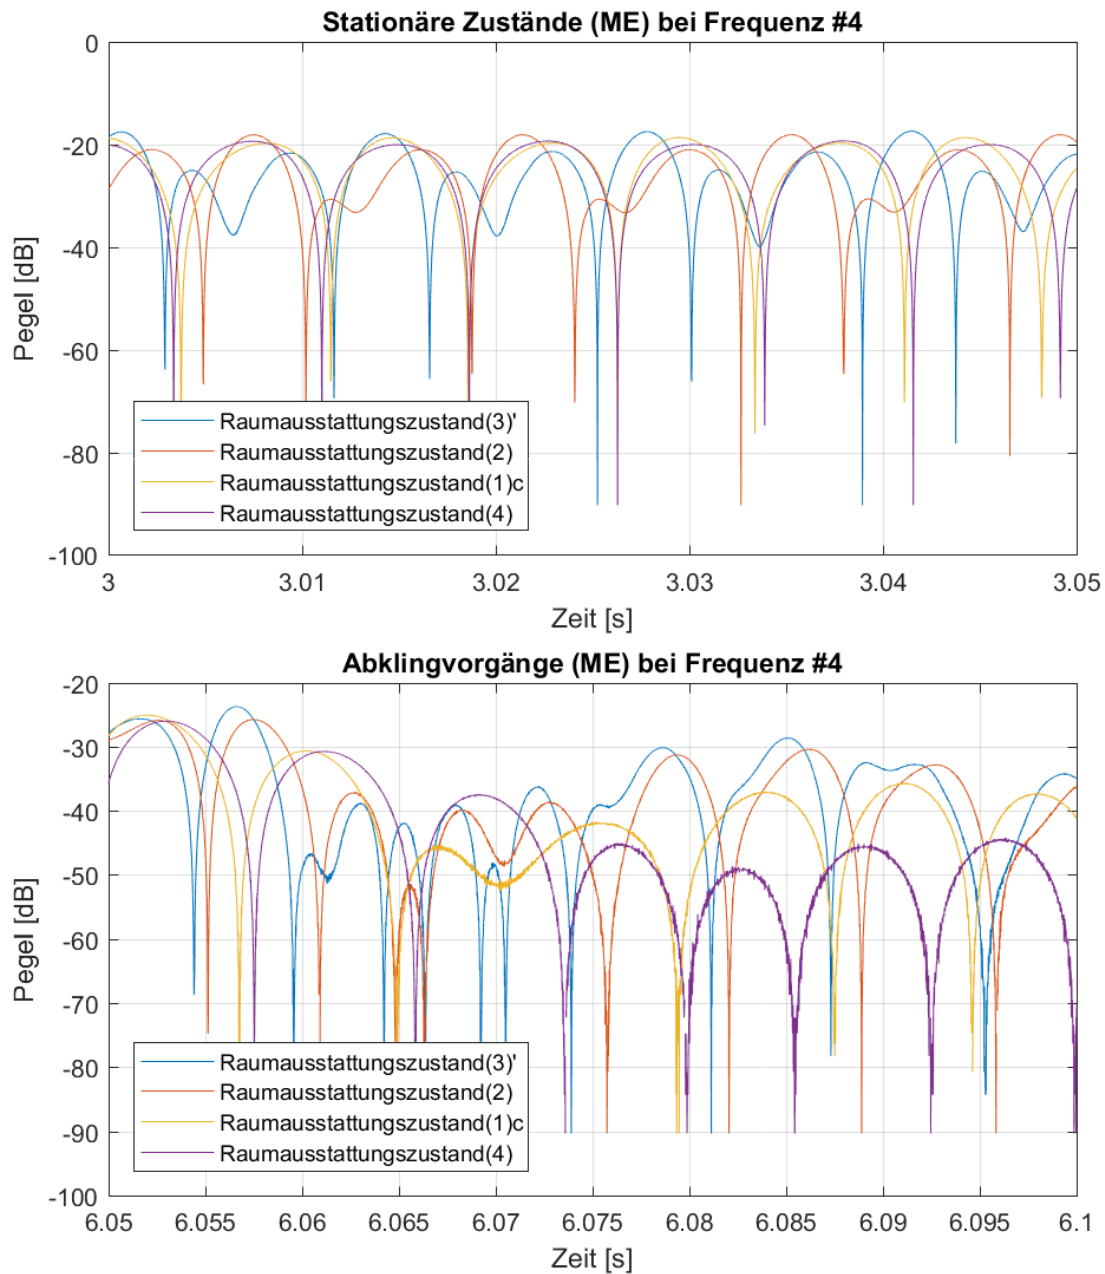 Stationäre Zustände (ME) bei Frequenz #4
0
-20
-40
-60
-80
-100
Pegel [dB]
Raumausstattungszustand(3)'
Raumausstattungszustand(2)
Raumausstattungszustand(1)c
Raumausstattungszustand(4)
3 3.01 3.02 3.03 3.04 3.05
Zeit [s]
Abklingvorgänge (ME) bei Frequenz #4
-20
-30
-40
-50
-60
-70
-80
-90
-100
Pegel [dB]
Raumausstattungszustand(3)'
Raumausstattungszustand(2)
Raumausstattungszustand(1)c
Raumausstattungszustand(4)
6.05 6.055 6.06 6.065 6.07 6.075 6.08 6.085 6.09 6.095 6.1
Zeit [s]